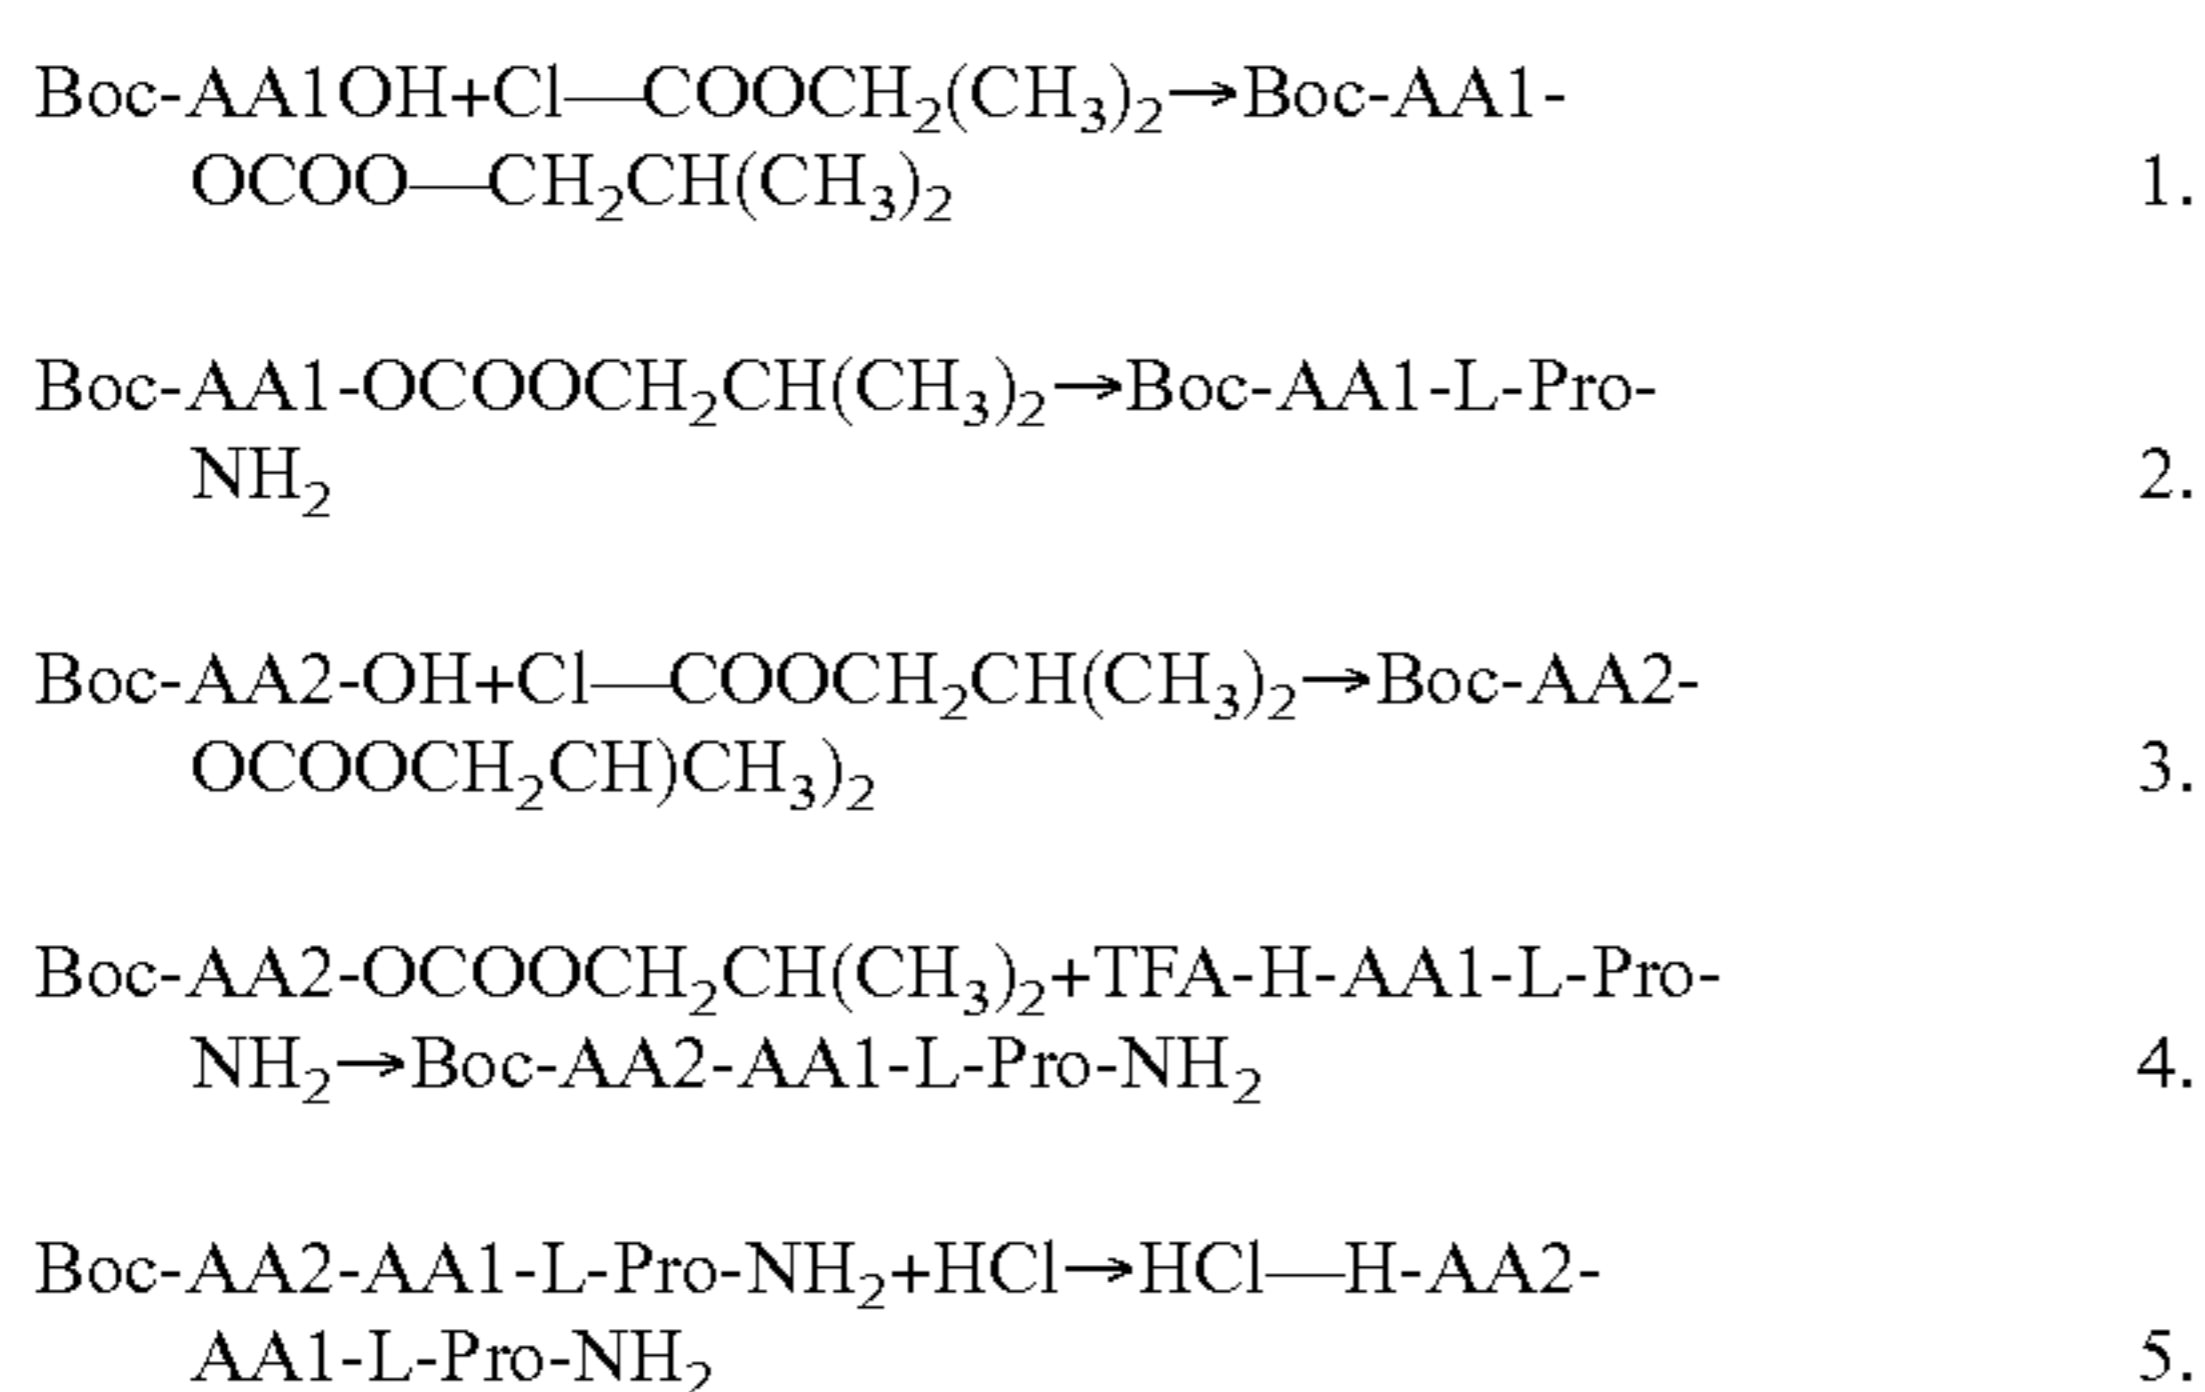 Boc-AA1OH+Cl—COOCH₂(CH₃)₂→Boc-AA1-
OCOO—CH₂CH(CH₃)₂ 1.
Boc-AA1-OCOOCH₂CH(CH₃)₂→Boc-AA1-L-Pro-
NH₂ 2.
Boc-AA2-OH+Cl—COOCH₂CH(CH₃)₂→Boc-AA2-
OCOOCH₂CH)CH₃)₂ 3.
Boc-AA2-OCOOCH₂CH(CH₃)₂+TFA-H-AA1-L-Pro-
NH₂→Boc-AA2-AA1-L-Pro-NH₂ 4.
Boc-AA2-AA1-L-Pro-NH₂+HCl→HCl—H-AA2-
AA1-L-Pro-NH₂ 5.